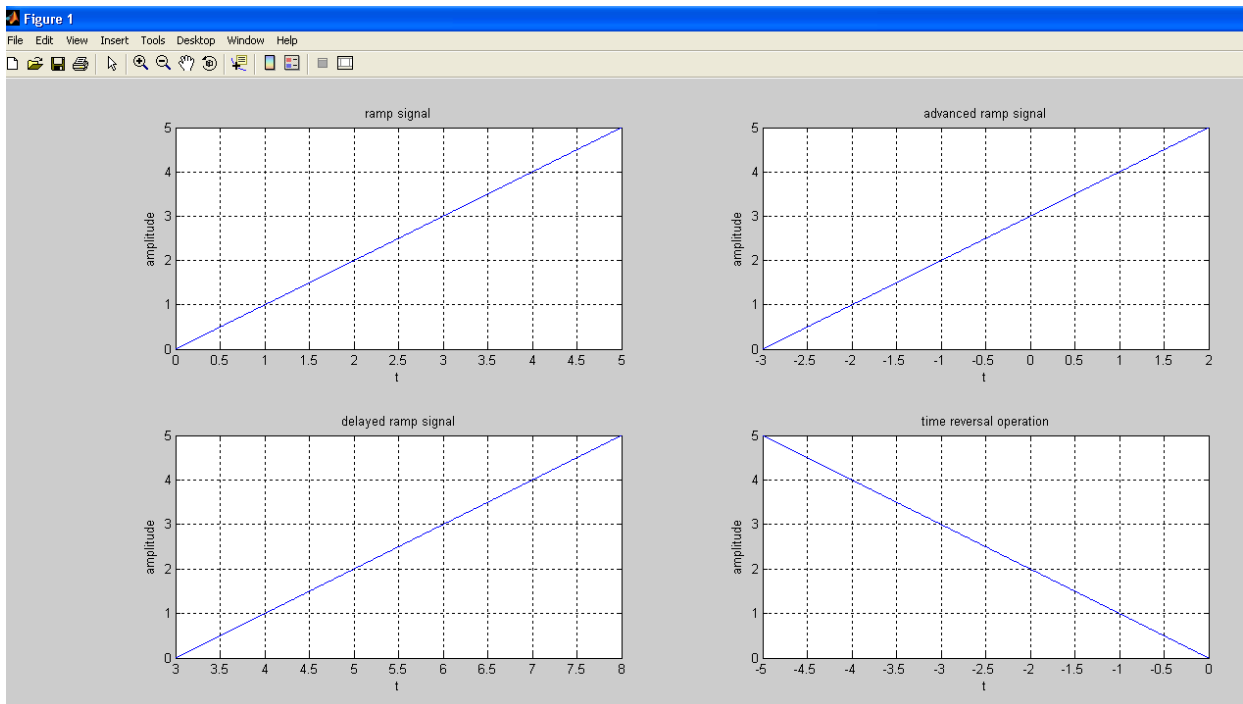 Figure 1
File Edit View Insert Tools Desktop Window Help
ramp signal
5
4
3
2
1
0
amplitude
0 0.5 1 1.5 2 2.5 3 3.5 4 4.5 5
t
advanced ramp signal
5
4
3
2
1
0
amplitude
-3 -2.5 -2 -1.5 -1 -0.5 0 0.5 1 1.5 2
t
delayed ramp signal
5
4
3
2
1
0
amplitude
3 3.5 4 4.5 5 5.5 6 6.5 7 7.5 8
t
time reversal operation
5
4
3
2
1
0
amplitude
-5 -4.5 -4 -3.5 -3 -2.5 -2 -1.5 -1 -0.5 0
t